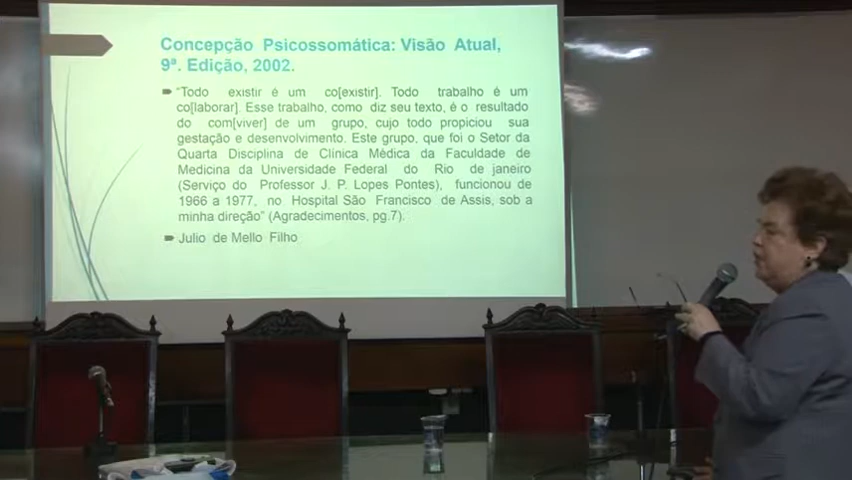 Concepção Psicossomática: Visão Atual,
9ª. Edição, 2002.
"Todo existir é um co[existir]. Todo trabalho é um
co[laborar]. Esse trabalho, como diz seu texto, é o resultado
do com[viver] de um grupo, cujo todo propiciou sua
gestação e desenvolvimento. Este grupo, que foi o Setor da
Quarta Disciplina de Clínica Médica da Faculdade de
Medicina da Universidade Federal do Rio de janeiro
(Serviço do Professor J. P. Lopes Pontes), funcionou de
1966 a 1977, no Hospital São Francisco de Assis, sob a
minha direção" (Agradecimentos, pg.7).
Julio de Mello Filho